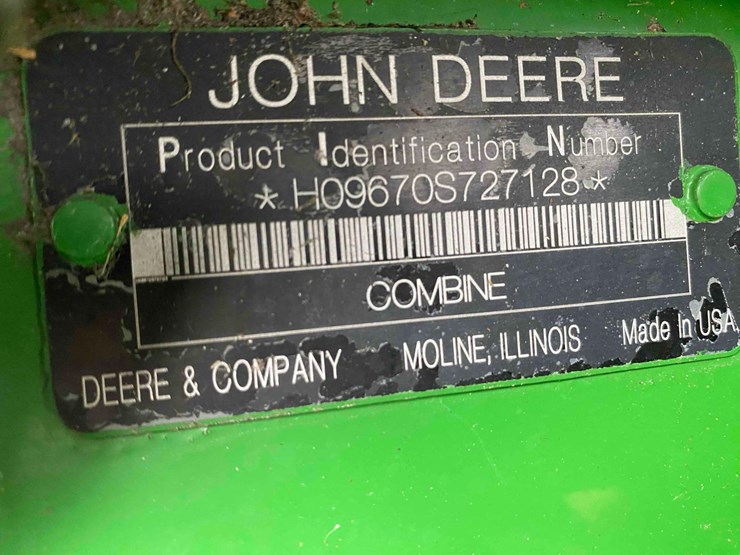 JOHN DEERE
Product Identification Number
* H09670S727128 *
COMBINE
DEERE & COMPANY MOLINE, ILLINOIS Made In USA